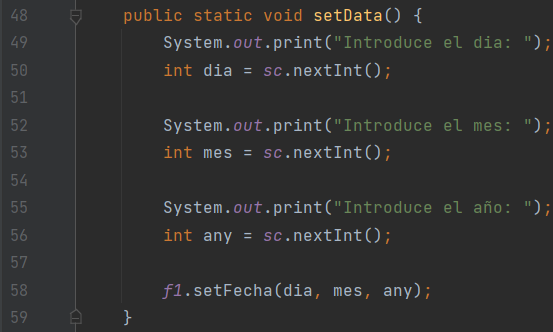 48 public static void setData() {
49 System.out.print("Introduce el dia: ");
50 int dia = sc.nextInt();
51
52 System.out.print("Introduce el mes: ");
53 int mes = sc.nextInt();
54
55 System.out.print("Introduce el año: ");
56 int any = sc.nextInt();
57
58 f1.setFecha(dia, mes, any);
59 }